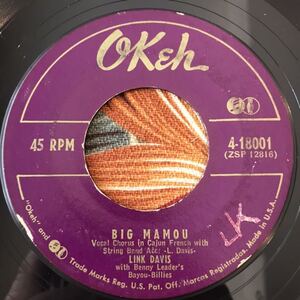 OKeh
45 RPM
4-18001
(ZSP 12816)
BIG MAMOU
Vocal Chorus in Cajun French with
String Band Acc. -L. Davis-
LINK DAVIS
with Benny Leader's
Bayou-Billies
"Okeh" and
Trade Marks Reg. U.S. Pat. Off. Marcas Registradas. Made in U.S.A.